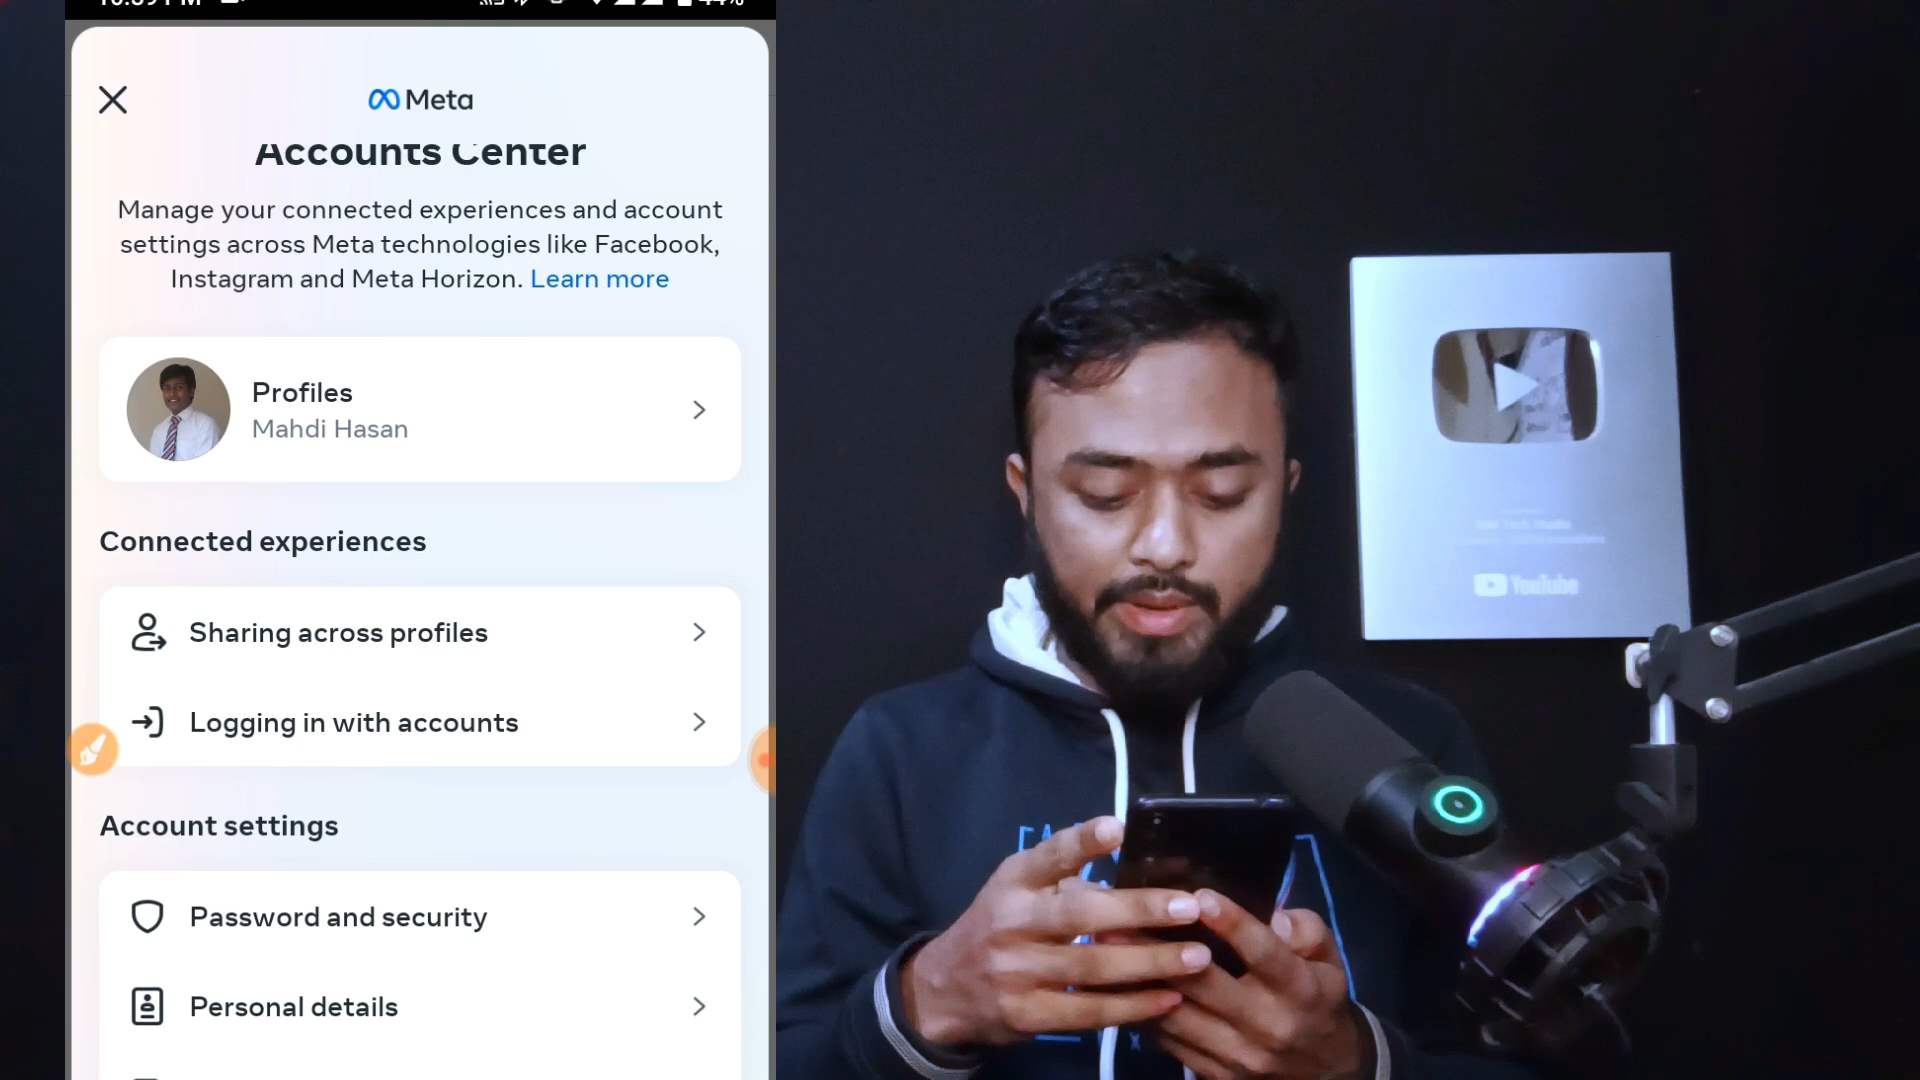 Meta
Accounts Center
Manage your connected experiences and account
settings across Meta technologies like Facebook,
Instagram and Meta Horizon. Learn more
Profiles
Mahdi Hasan
Connected experiences
Sharing across profiles
Logging in with accounts
Account settings
Password and security
Personal details
YouTube